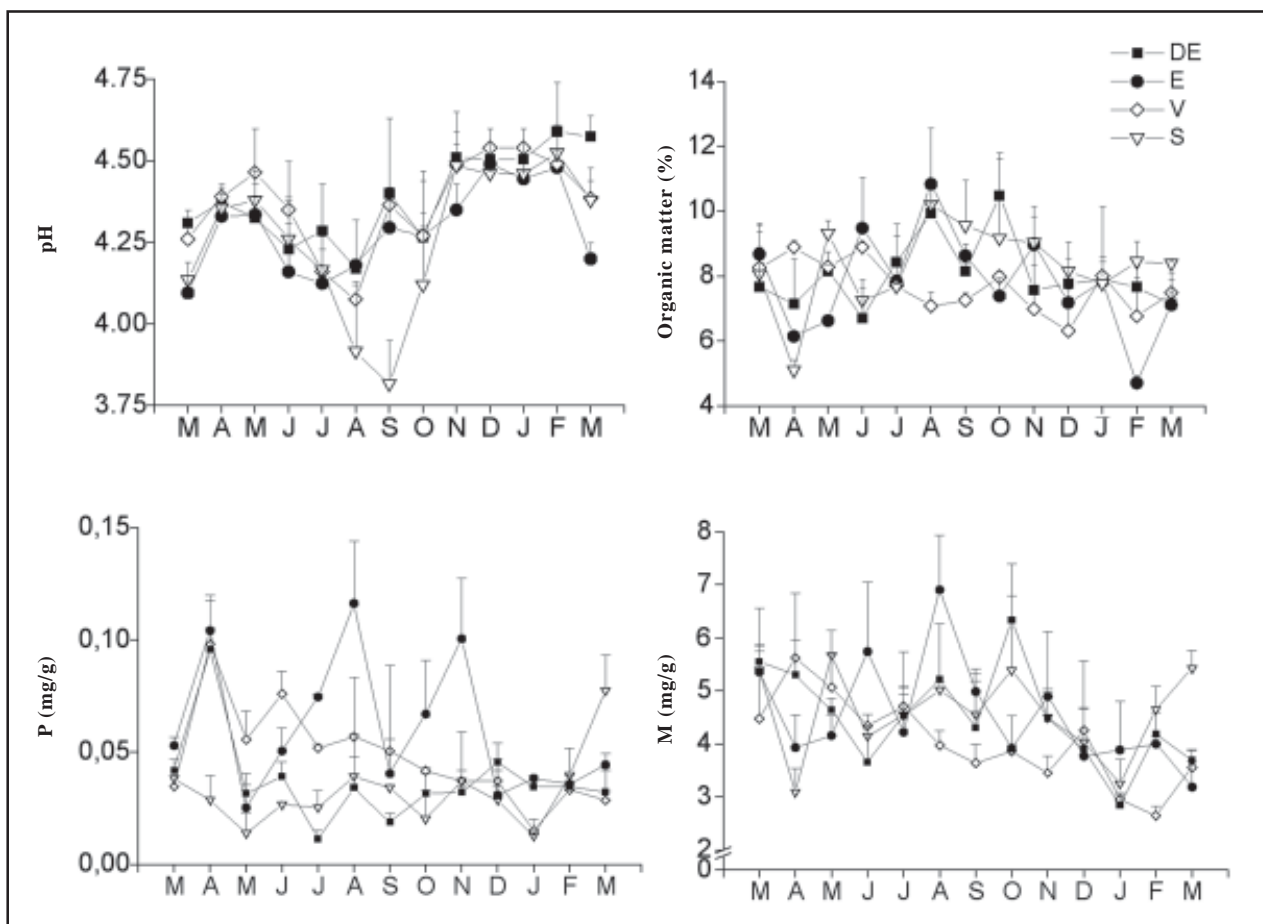 DE
E
V
S
pH
4.75
4.50
4.25
4.00
3.75
M A M J J A S O N D J F M
Organic matter (%)
14
12
10
8
6
4
M A M J J A S O N D J F M
P (mg/g)
0,15
0,10
0,05
0,00
M A M J J A S O N D J F M
M (mg/g)
8
7
6
5
4
3
2
0
M A M J J A S O N D J F M